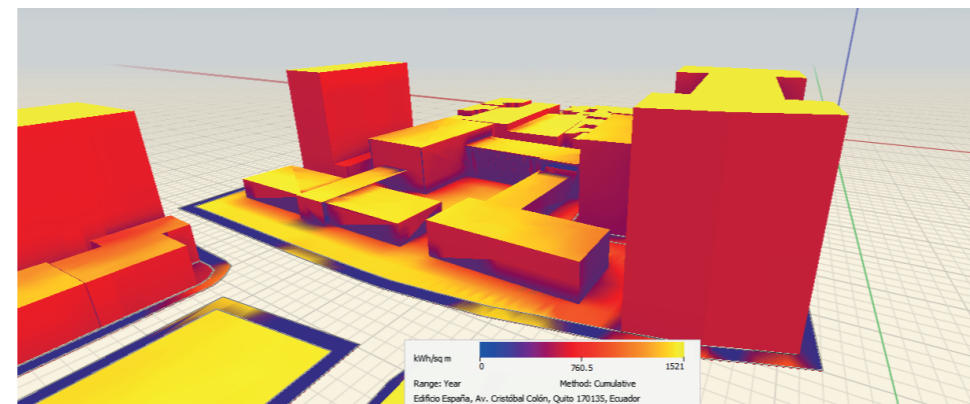 kWh/sq m
0 760.5 1521
Range: Year Method: Cumulative
Edificio España, Av. Cristóbal Colón, Quito 170135, Ecuador